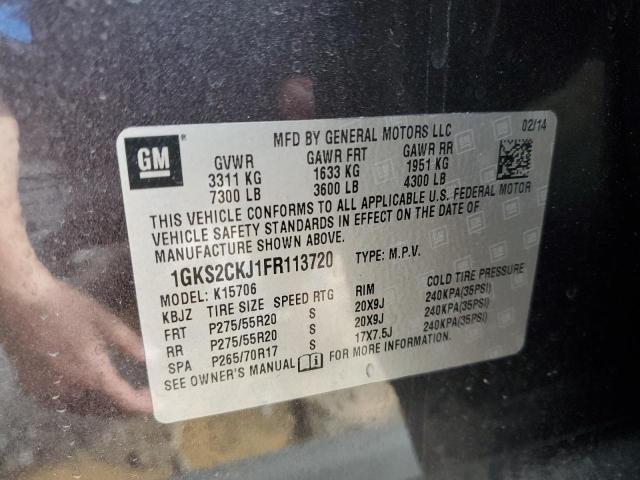 GM ®
MFD BY GENERAL MOTORS LLC 02/14
GVWR GAWR FRT GAWR RR
3311 KG 1633 KG 1951 KG
7300 LB 3600 LB 4300 LB
THIS VEHICLE CONFORMS TO ALL APPLICABLE U.S. FEDERAL MOTOR
VEHICLE SAFETY STANDARDS IN EFFECT ON THE DATE OF
MANUFACTURE SHOWN ABOVE.
1GKS2CKJ1FR113720 TYPE: M.P.V.
MODEL: K15706
KBJZ TIRE SIZE SPEED RTG RIM COLD TIRE PRESSURE
FRT P275/55R20 S 20X9J 240KPA(35PSI)
RR P275/55R20 S 20X9J 240KPA(35PSI)
SPA P265/70R17 S 17X7.5J 240KPA(35PSI)
SEE OWNER'S MANUAL FOR MORE INFORMATION.